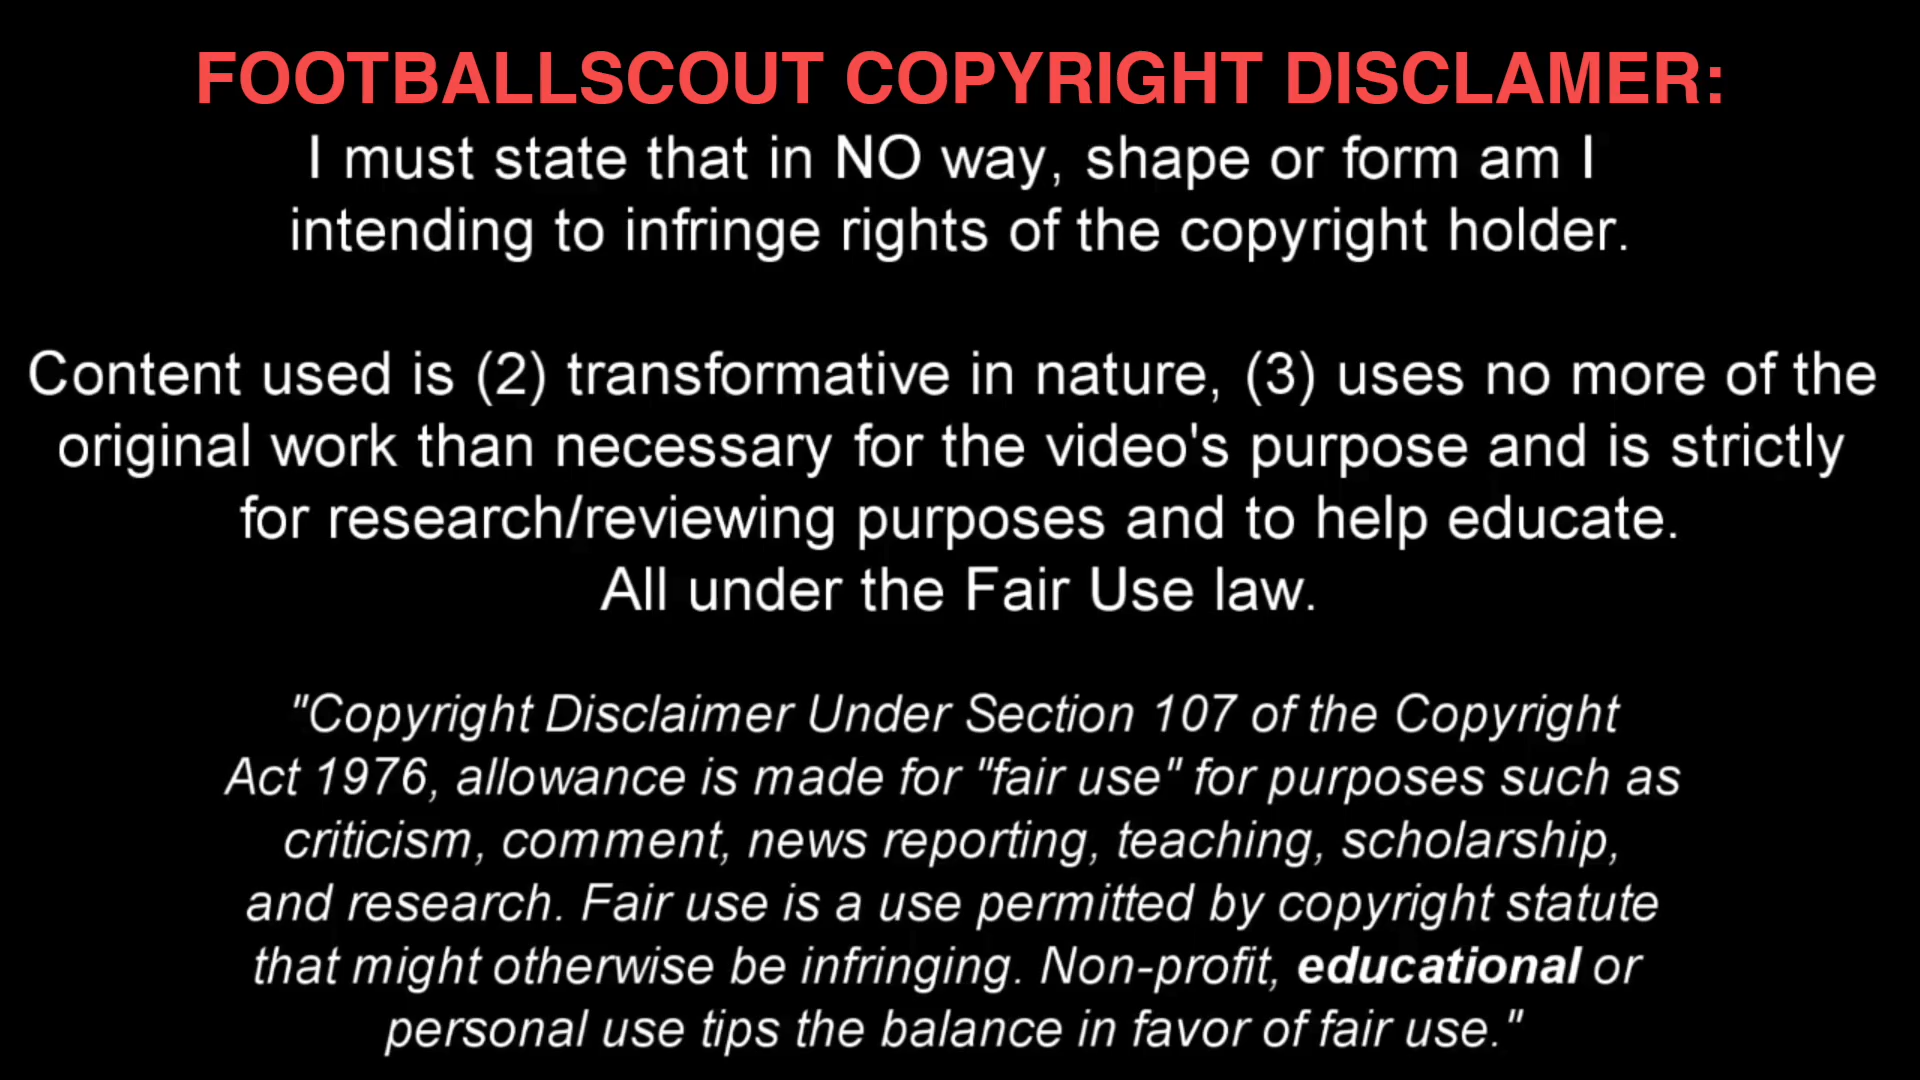 FOOTBALLSCOUT COPYRIGHT DISCLAMER:
I must state that in NO way, shape or form am I
intending to infringe rights of the copyright holder.
Content used is (2) transformative in nature, (3) uses no more of the
original work than necessary for the video's purpose and is strictly
for research/reviewing purposes and to help educate.
All under the Fair Use law.
"Copyright Disclaimer Under Section 107 of the Copyright
Act 1976, allowance is made for "fair use" for purposes such as
criticism, comment, news reporting, teaching, scholarship,
and research. Fair use is a use permitted by copyright statute
that might otherwise be infringing. Non-profit, educational or
personal use tips the balance in favor of fair use."